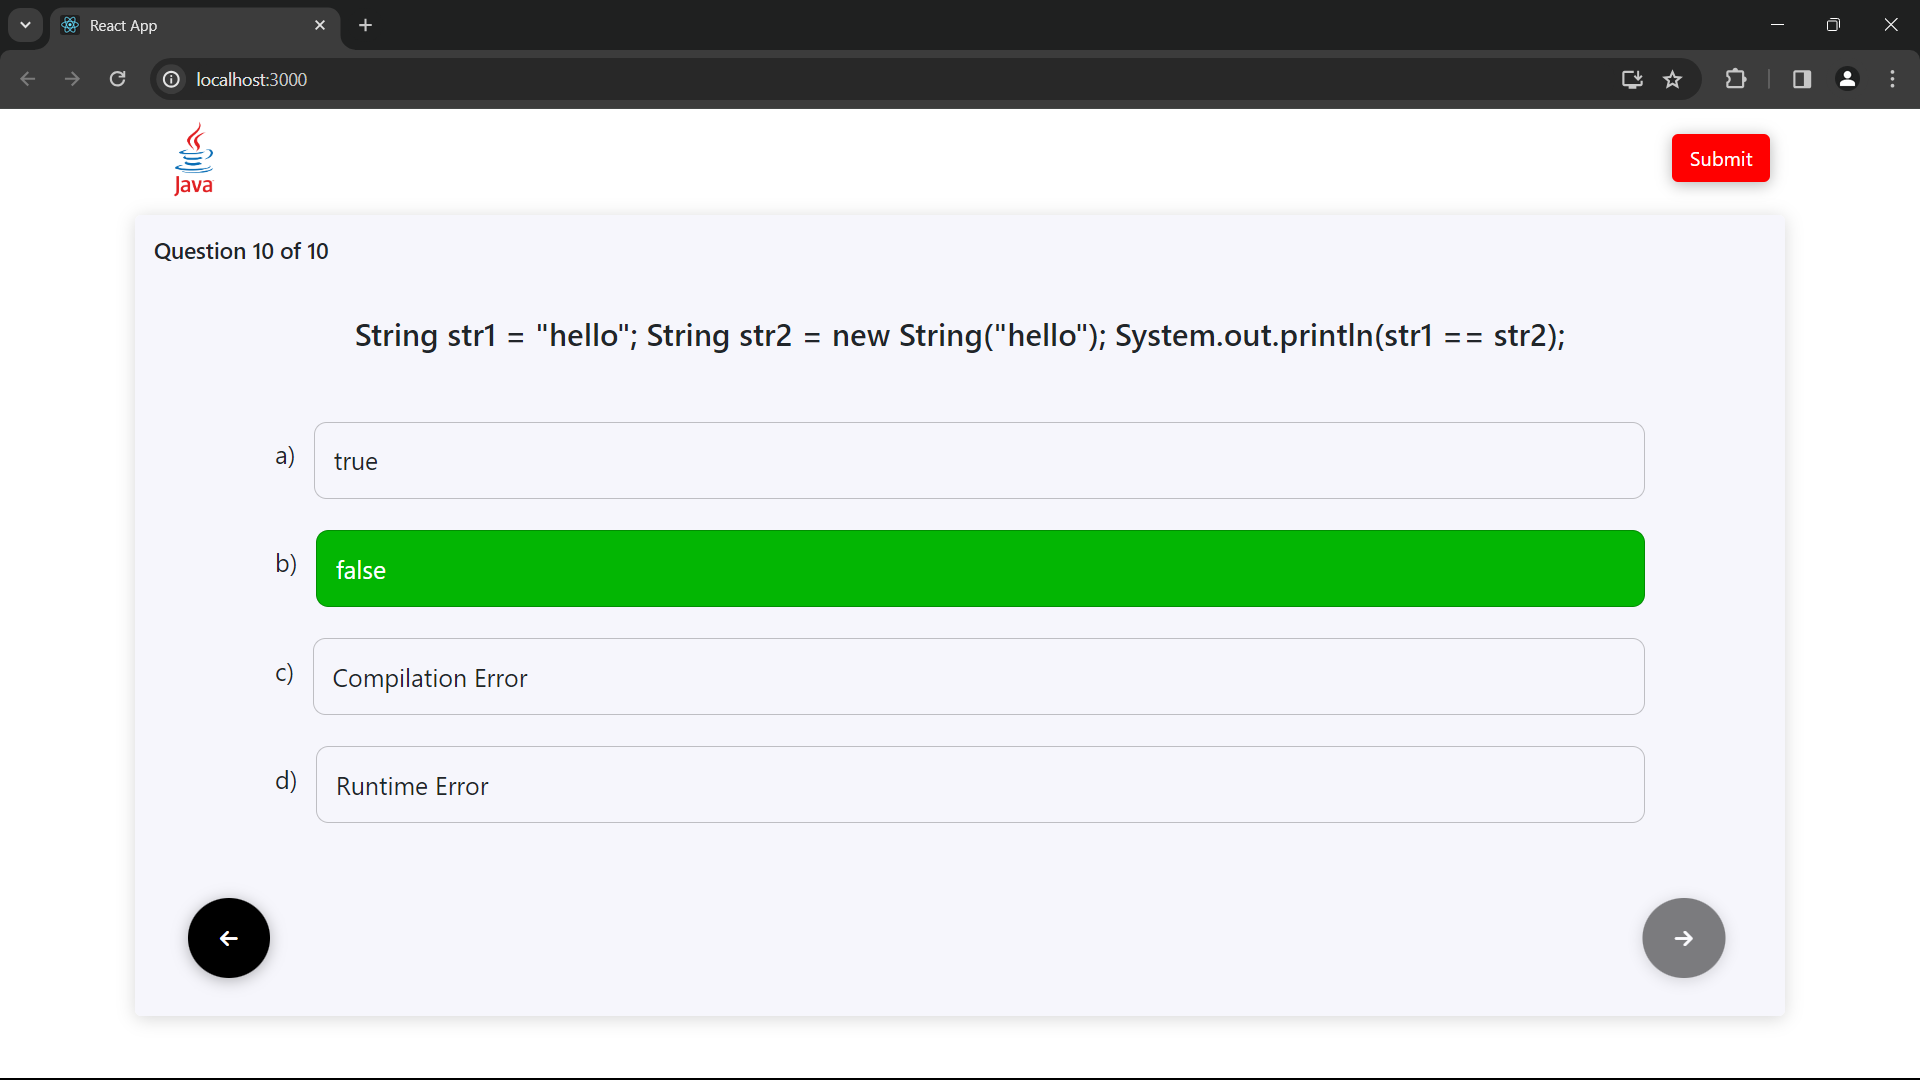 React App
localhost:3000
Java
Submit
Question 10 of 10
String str1 = "hello"; String str2 = new String("hello"); System.out.println(str1 == str2);
a) true
b) false
c) Compilation Error
d) Runtime Error